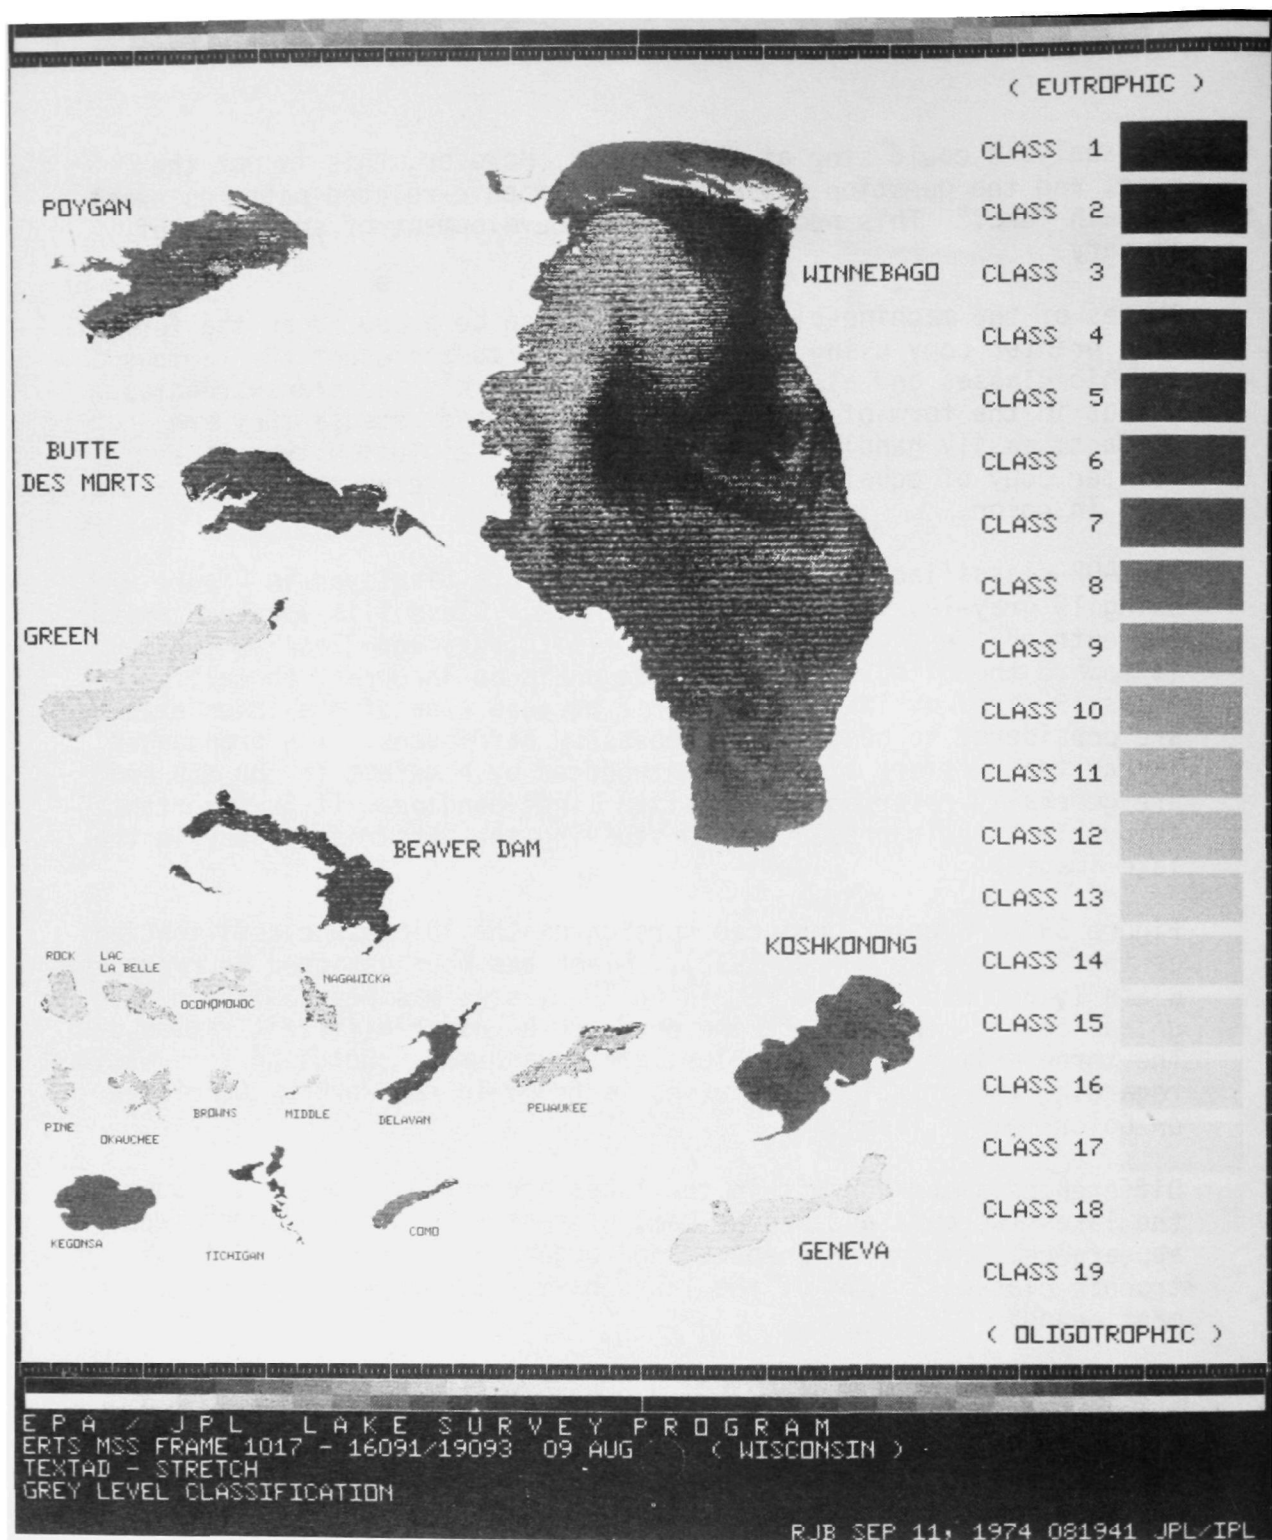 ( EUTROPHIC )
CLASS 1
CLASS 2
CLASS 3
CLASS 4
CLASS 5
CLASS 6
CLASS 7
CLASS 8
CLASS 9
CLASS 10
CLASS 11
CLASS 12
CLASS 13
CLASS 14
CLASS 15
CLASS 16
CLASS 17
CLASS 18
CLASS 19
( OLIGOTROPHIC )
POYGAN
WINNEBAGO
BUTTE
DES MORTS
GREEN
BEAVER DAM
KOSHKONONG
ROCK
LAC
LA BELLE
OCONOMOWOC
NAGAWICKA
PINE
OKAUCHEE
BROWNS
MIDDLE
DELAVAN
PEWAUKEE
KEGONSA
TICHIGAN
COMO
GENEVA
EPA / JPL LAKE SURVEY PROGRAM
ERTS MSS FRAME 1017 - 16091/19093 09 AUG ( WISCONSIN )
TEXTAD - STRETCH
GREY LEVEL CLASSIFICATION
RJB SEP 11, 1974 081941 JPL/IPL